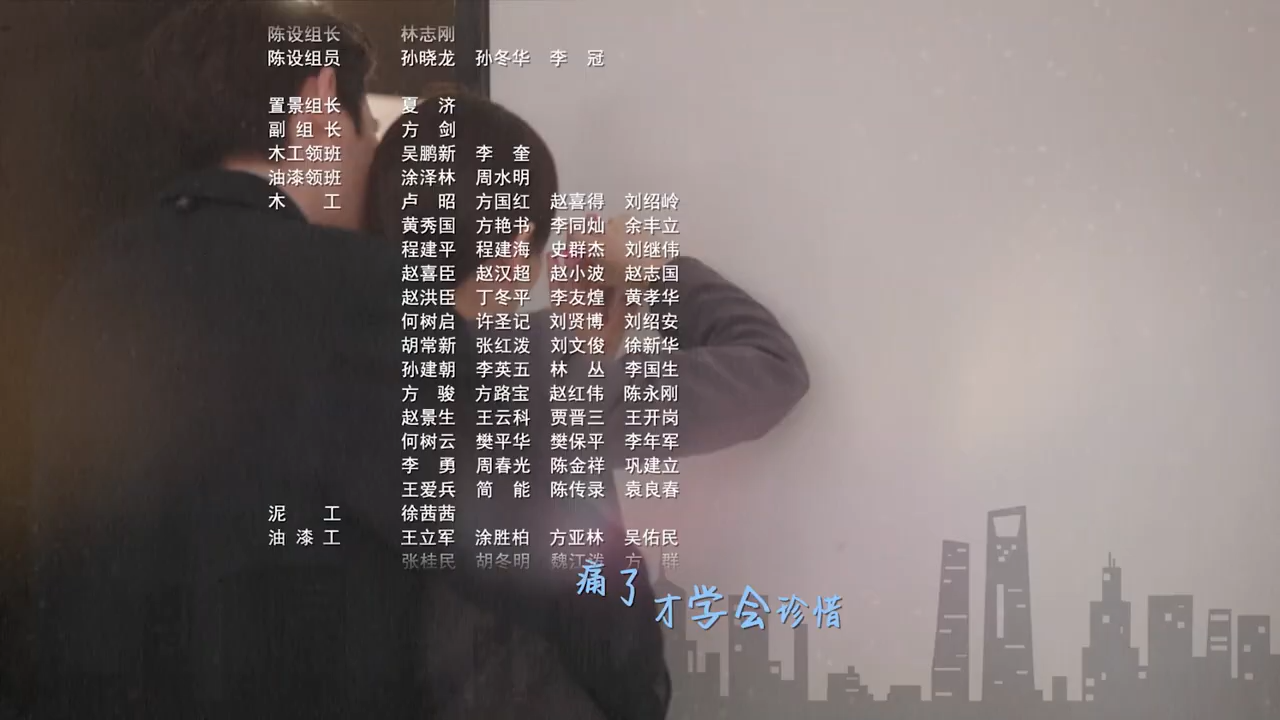 陈设组长 林志刚
陈设组员 孙晓龙 孙冬华 李 冠
置景组长 夏 济
副 组 长 方 剑
木工领班 吴鹏新 李 奎
油漆领班 涂泽林 周水明
木 工 卢 昭 方国红 赵喜得 刘绍岭
黄秀国 方艳书 李同灿 余丰立
程建平 程建海 史群杰 刘继伟
赵喜臣 赵汉超 赵小波 赵志国
赵洪臣 丁冬平 李友煌 黄孝华
何树启 许圣记 刘贤博 刘绍安
胡常新 张红泼 刘文俊 徐新华
孙建朝 李英五 林 丛 李国生
方 骏 方路宝 赵红伟 陈永刚
赵景生 王云科 贾晋三 王开岗
何树云 樊平华 樊保平 李年军
李 勇 周春光 陈金祥 巩建立
王爱兵 简 能 陈传录 袁良春
泥 工 徐茜茜
油 漆 工 王立军 涂胜柏 方亚林 吴佑民
张桂民 胡冬明 魏江泼 方 群
痛了 才学会珍惜